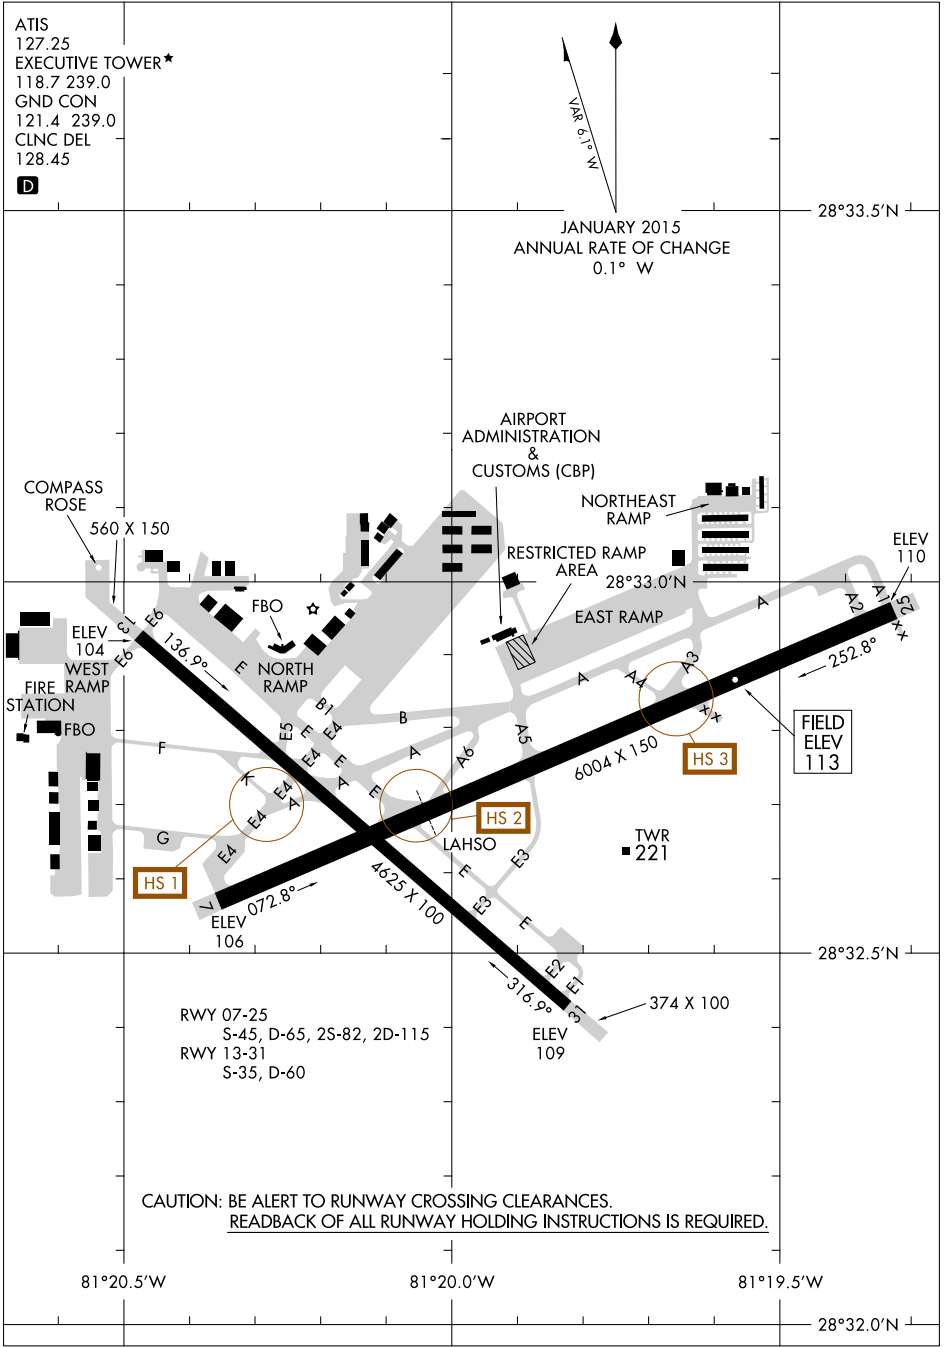 ATIS
127.25
EXECUTIVE TOWER★
118.7 239.0
GND CON
121.4 239.0
CLNC DEL
128.45
D
VAR 6.1° W
JANUARY 2015
ANNUAL RATE OF CHANGE
0.1° W
28°33.5'N
AIRPORT
ADMINISTRATION
&
CUSTOMS (CBP)
COMPASS
ROSE
560 X 150
NORTHEAST
RAMP
ELEV
110
RESTRICTED RAMP
AREA
28°33.0'N
FBO
EAST RAMP
A
A2
A1
25
X X
13
E6
ELEV
104
E6
136.9°
E
NORTH
RAMP
WEST
RAMP
FIRE
STATION
FBO
252.8°
A3
A4
A
X X
B1
B
E5
E
E4
E4
E
A
A6
A5
F
K
E4
A
A
E
E4
G
E4
6004 X 150
FIELD
ELEV
113
HS 3
HS 2
LAHSO
TWR
221
HS 1
E
E3
E3
E
4625 X 100
072.8°
7
ELEV
106
28°32.5'N
E2
E1
316.9°
31
374 X 100
ELEV
109
RWY 07-25
S-45, D-65, 2S-82, 2D-115
RWY 13-31
S-35, D-60
CAUTION: BE ALERT TO RUNWAY CROSSING CLEARANCES.
READBACK OF ALL RUNWAY HOLDING INSTRUCTIONS IS REQUIRED.
81°20.5'W
81°20.0'W
81°19.5'W
28°32.0'N